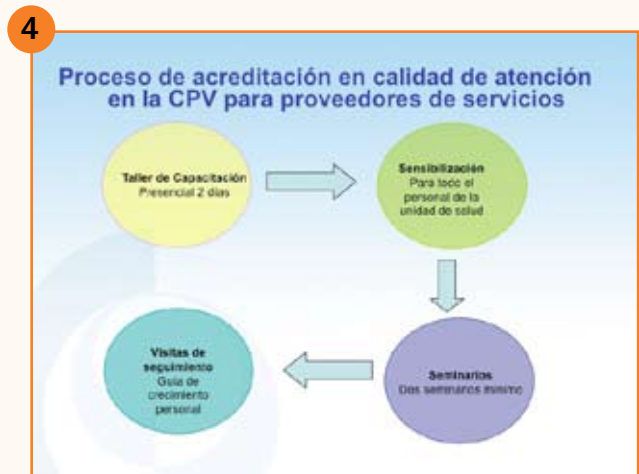 4
Proceso de acreditación en calidad de atención
en la CPV para proveedores de servicios
Taller de Capacitación
Presencial 2 días
Sensibilización
Para todo el
personal de la
unidad de salud
Visitas de
seguimiento
Guía de
crecimiento
personal
Seminarios
Dos seminarios mínimo